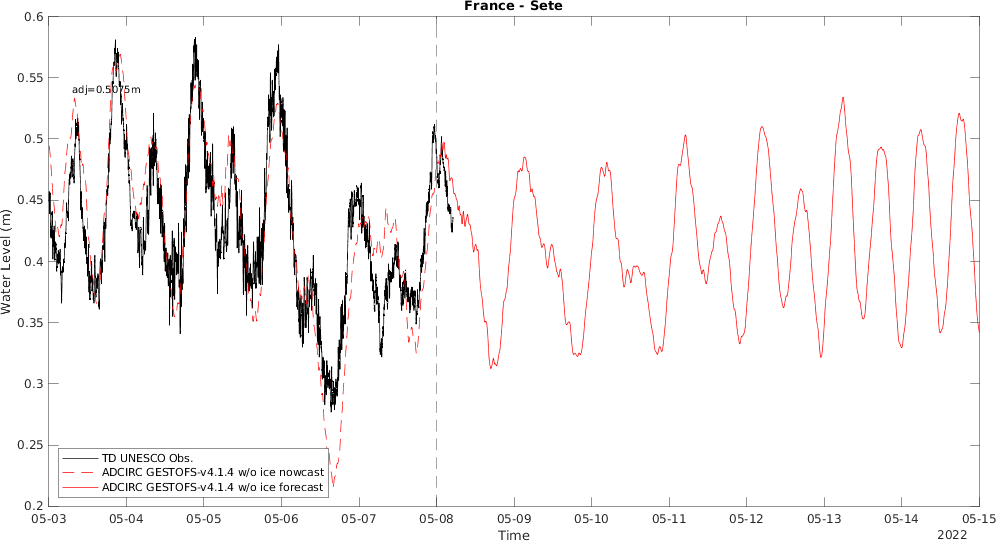 France - Sete
0.6
0.55
adj=0.5075m
0.5
0.45
0.4
0.35
0.3
0.25
0.2
Water Level (m)
TD UNESCO Obs.
ADCIRC GESTOFS-v4.1.4 w/o ice nowcast
ADCIRC GESTOFS-v4.1.4 w/o ice forecast
05-03 05-04 05-05 05-06 05-07 05-08 05-09 05-10 05-11 05-12 05-13 05-14 05-15
Time
2022